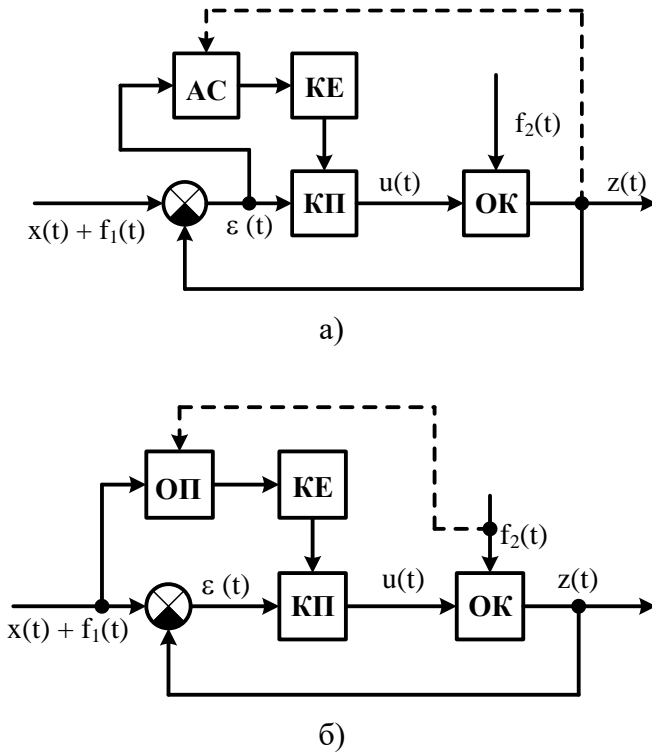 АС
КЕ
f₂(t)
x(t) + f₁(t)
ε (t)
КП
u(t)
ОК
z(t)
а)
ОП
КЕ
f₂(t)
x(t) + f₁(t)
ε (t)
КП
u(t)
ОК
z(t)
б)